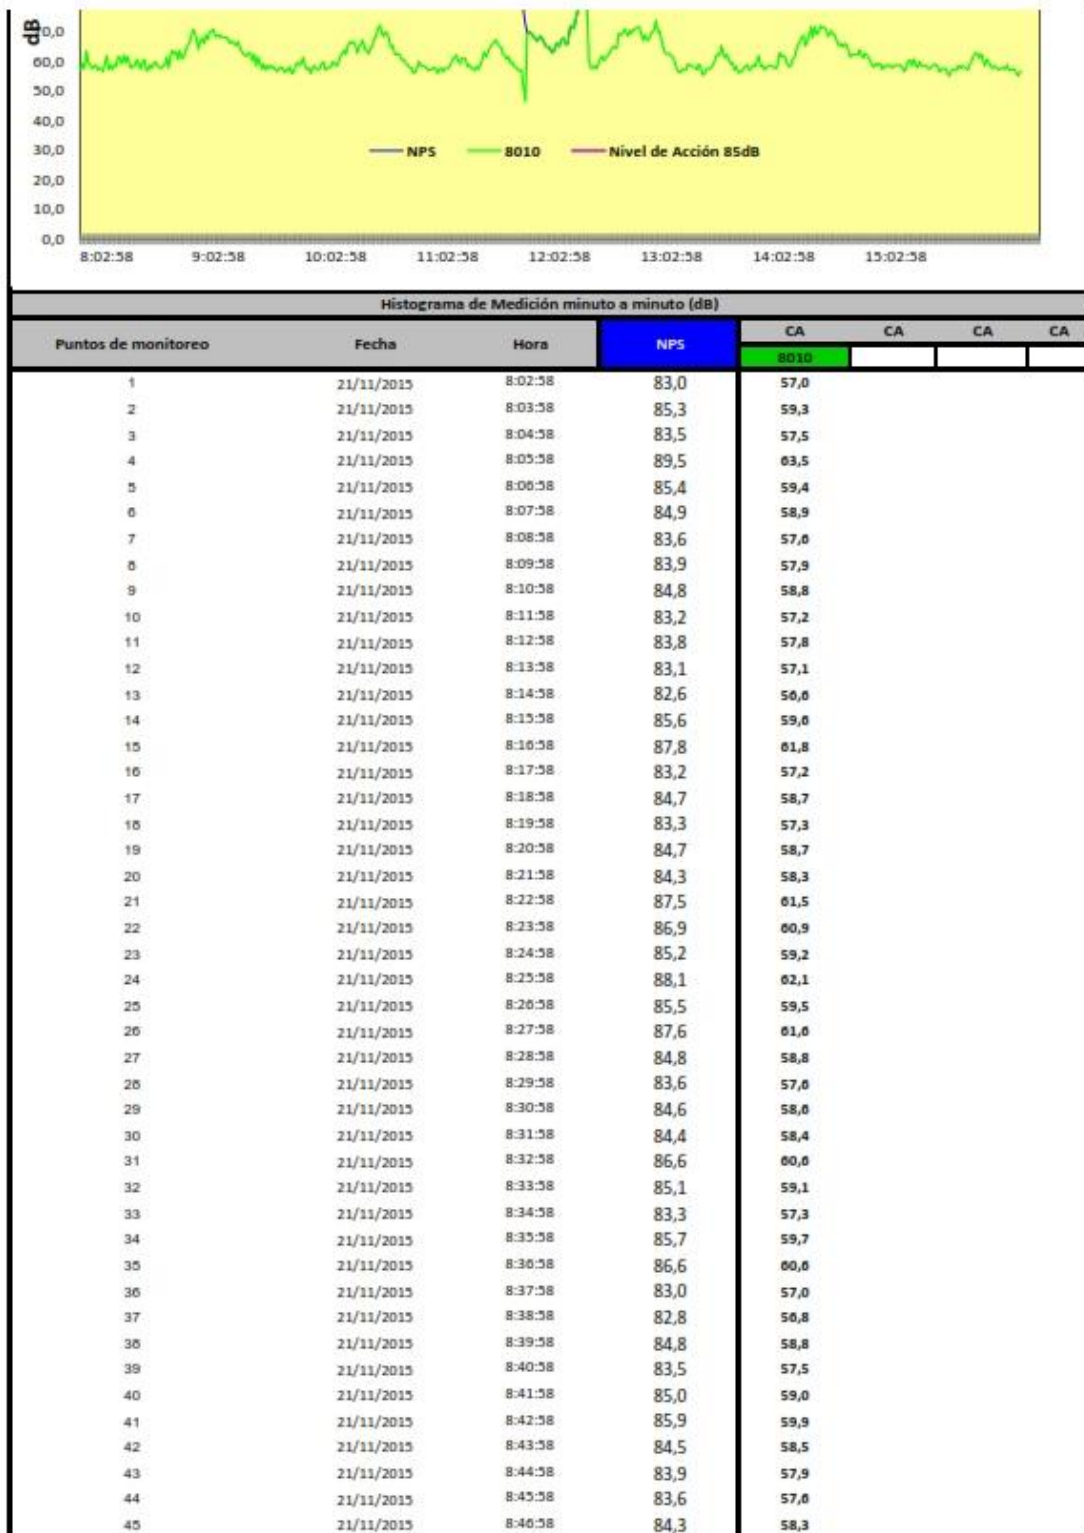 dB
70,0
60,0
50,0
40,0
30,0
20,0
10,0
0,0
NPS 8010 Nivel de Acción 85dB
8:02:58 9:02:58 10:02:58 11:02:58 12:02:58 13:02:58 14:02:58 15:02:58
Histograma de Medición minuto a minuto (dB)
Puntos de monitoreo Fecha Hora NPS CA CA CA CA
8010
1 21/11/2015 8:02:58 83,0 57,0
2 21/11/2015 8:03:58 85,3 59,3
3 21/11/2015 8:04:58 83,5 57,5
4 21/11/2015 8:05:58 89,5 63,5
5 21/11/2015 8:06:58 85,4 59,4
6 21/11/2015 8:07:58 84,9 58,9
7 21/11/2015 8:08:58 83,6 57,6
8 21/11/2015 8:09:58 83,9 57,9
9 21/11/2015 8:10:58 84,8 58,8
10 21/11/2015 8:11:58 83,2 57,2
11 21/11/2015 8:12:58 83,8 57,8
12 21/11/2015 8:13:58 83,1 57,1
13 21/11/2015 8:14:58 82,6 56,6
14 21/11/2015 8:15:58 85,6 59,6
15 21/11/2015 8:16:58 87,8 61,8
16 21/11/2015 8:17:58 83,2 57,2
17 21/11/2015 8:18:58 84,7 58,7
18 21/11/2015 8:19:58 83,3 57,3
19 21/11/2015 8:20:58 84,7 58,7
20 21/11/2015 8:21:58 84,3 58,3
21 21/11/2015 8:22:58 87,5 61,5
22 21/11/2015 8:23:58 86,9 60,9
23 21/11/2015 8:24:58 85,2 59,2
24 21/11/2015 8:25:58 88,1 62,1
25 21/11/2015 8:26:58 85,5 59,5
26 21/11/2015 8:27:58 87,6 61,6
27 21/11/2015 8:28:58 84,8 58,8
28 21/11/2015 8:29:58 83,6 57,6
29 21/11/2015 8:30:58 84,6 58,6
30 21/11/2015 8:31:58 84,4 58,4
31 21/11/2015 8:32:58 86,6 60,6
32 21/11/2015 8:33:58 85,1 59,1
33 21/11/2015 8:34:58 83,3 57,3
34 21/11/2015 8:35:58 85,7 59,7
35 21/11/2015 8:36:58 86,6 60,6
36 21/11/2015 8:37:58 83,0 57,0
37 21/11/2015 8:38:58 82,8 56,8
38 21/11/2015 8:39:58 84,8 58,8
39 21/11/2015 8:40:58 83,5 57,5
40 21/11/2015 8:41:58 85,0 59,0
41 21/11/2015 8:42:58 85,9 59,9
42 21/11/2015 8:43:58 84,5 58,5
43 21/11/2015 8:44:58 83,9 57,9
44 21/11/2015 8:45:58 83,6 57,6
45 21/11/2015 8:46:58 84,3 58,3